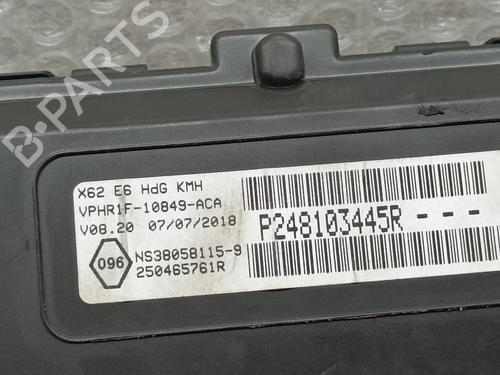 B-PARTS
X62 E6 HdG KMH
VPHR1F-10849-ACA
V08.20 07/07/2018
P248103445R - - -
096
NS38058115-9
250465761R